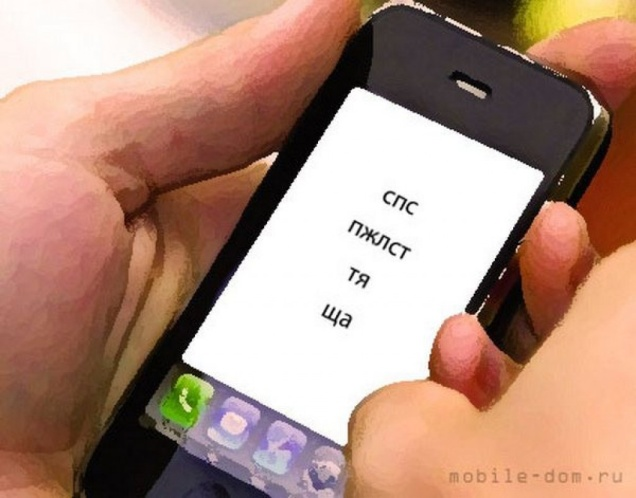 спс
пжлст
тя
ща
mobile-dom.ru